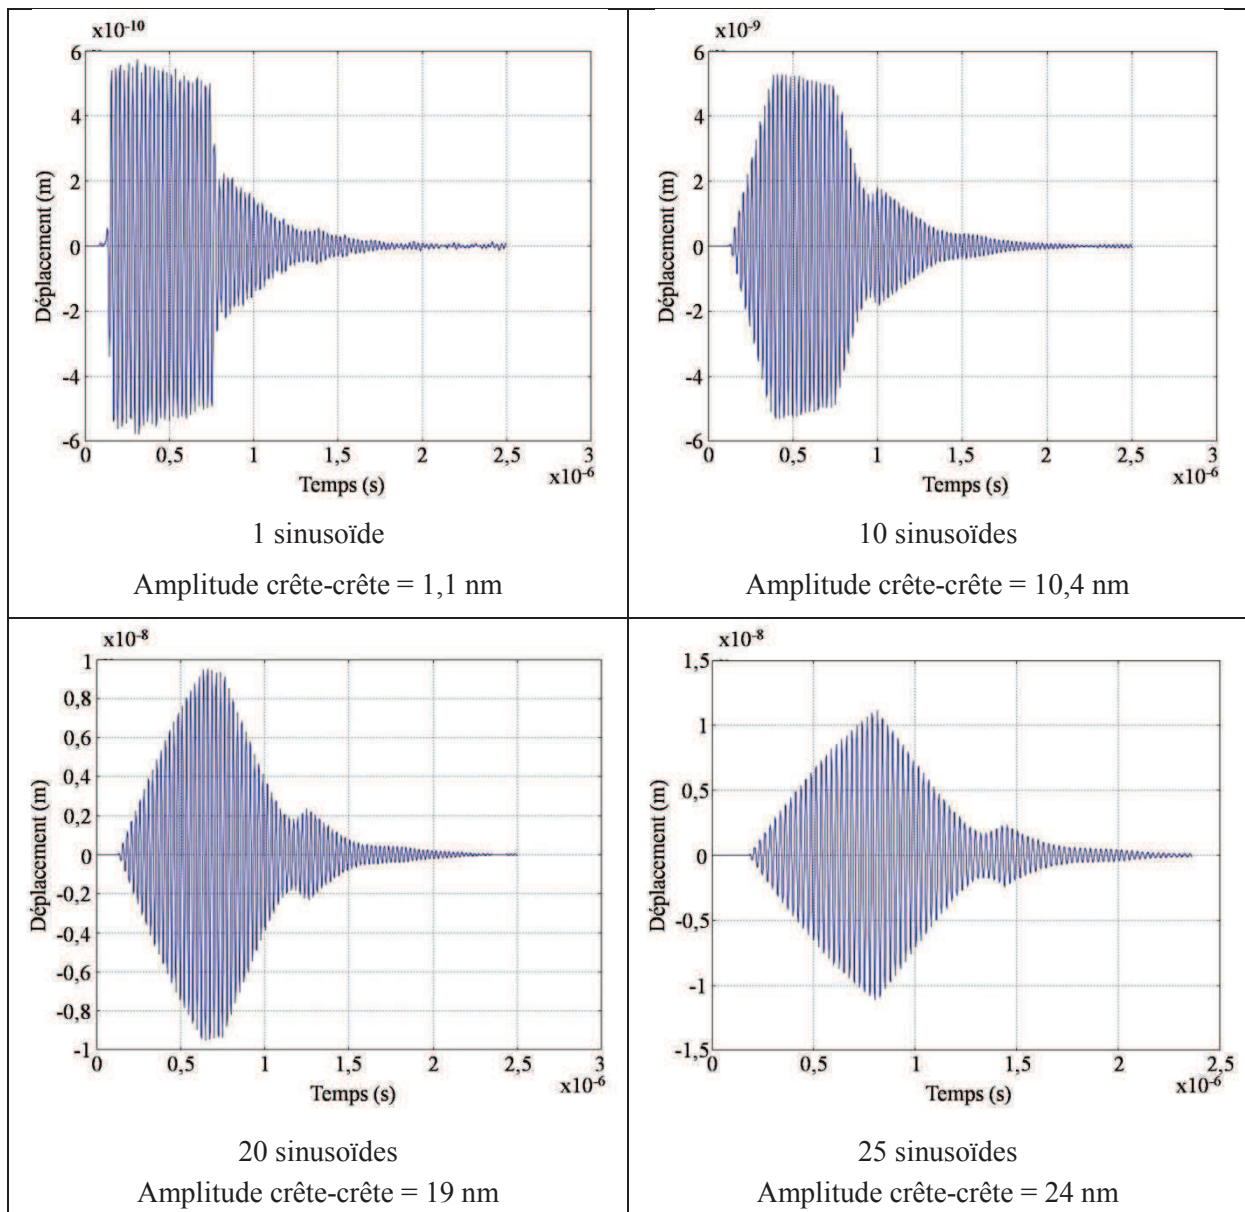 x10⁻¹⁰
6
4
2
0
-2
-4
-6
Déplacement (m)
0 0,5 1 1,5 2 2,5 3
x10⁻⁶
Temps (s)
1 sinusoïde
Amplitude crête-crête = 1,1 nm
x10⁻⁹
6
4
2
0
-2
-4
-6
Déplacement (m)
0 0,5 1 1,5 2 2,5 3
x10⁻⁶
Temps (s)
10 sinusoïdes
Amplitude crête-crête = 10,4 nm
x10⁻⁸
1
0,8
0,6
0,4
0,2
0
-0,2
-0,4
-0,6
-0,8
-1
Déplacement (m)
0 0,5 1 1,5 2 2,5 3
x10⁻⁶
Temps (s)
20 sinusoïdes
Amplitude crête-crête = 19 nm
x10⁻⁸
1,5
1
0,5
0
-0,5
-1
-1,5
Déplacement (m)
0 0,5 1 1,5 2 2,5
x10⁻⁶
Temps (s)
25 sinusoïdes
Amplitude crête-crête = 24 nm